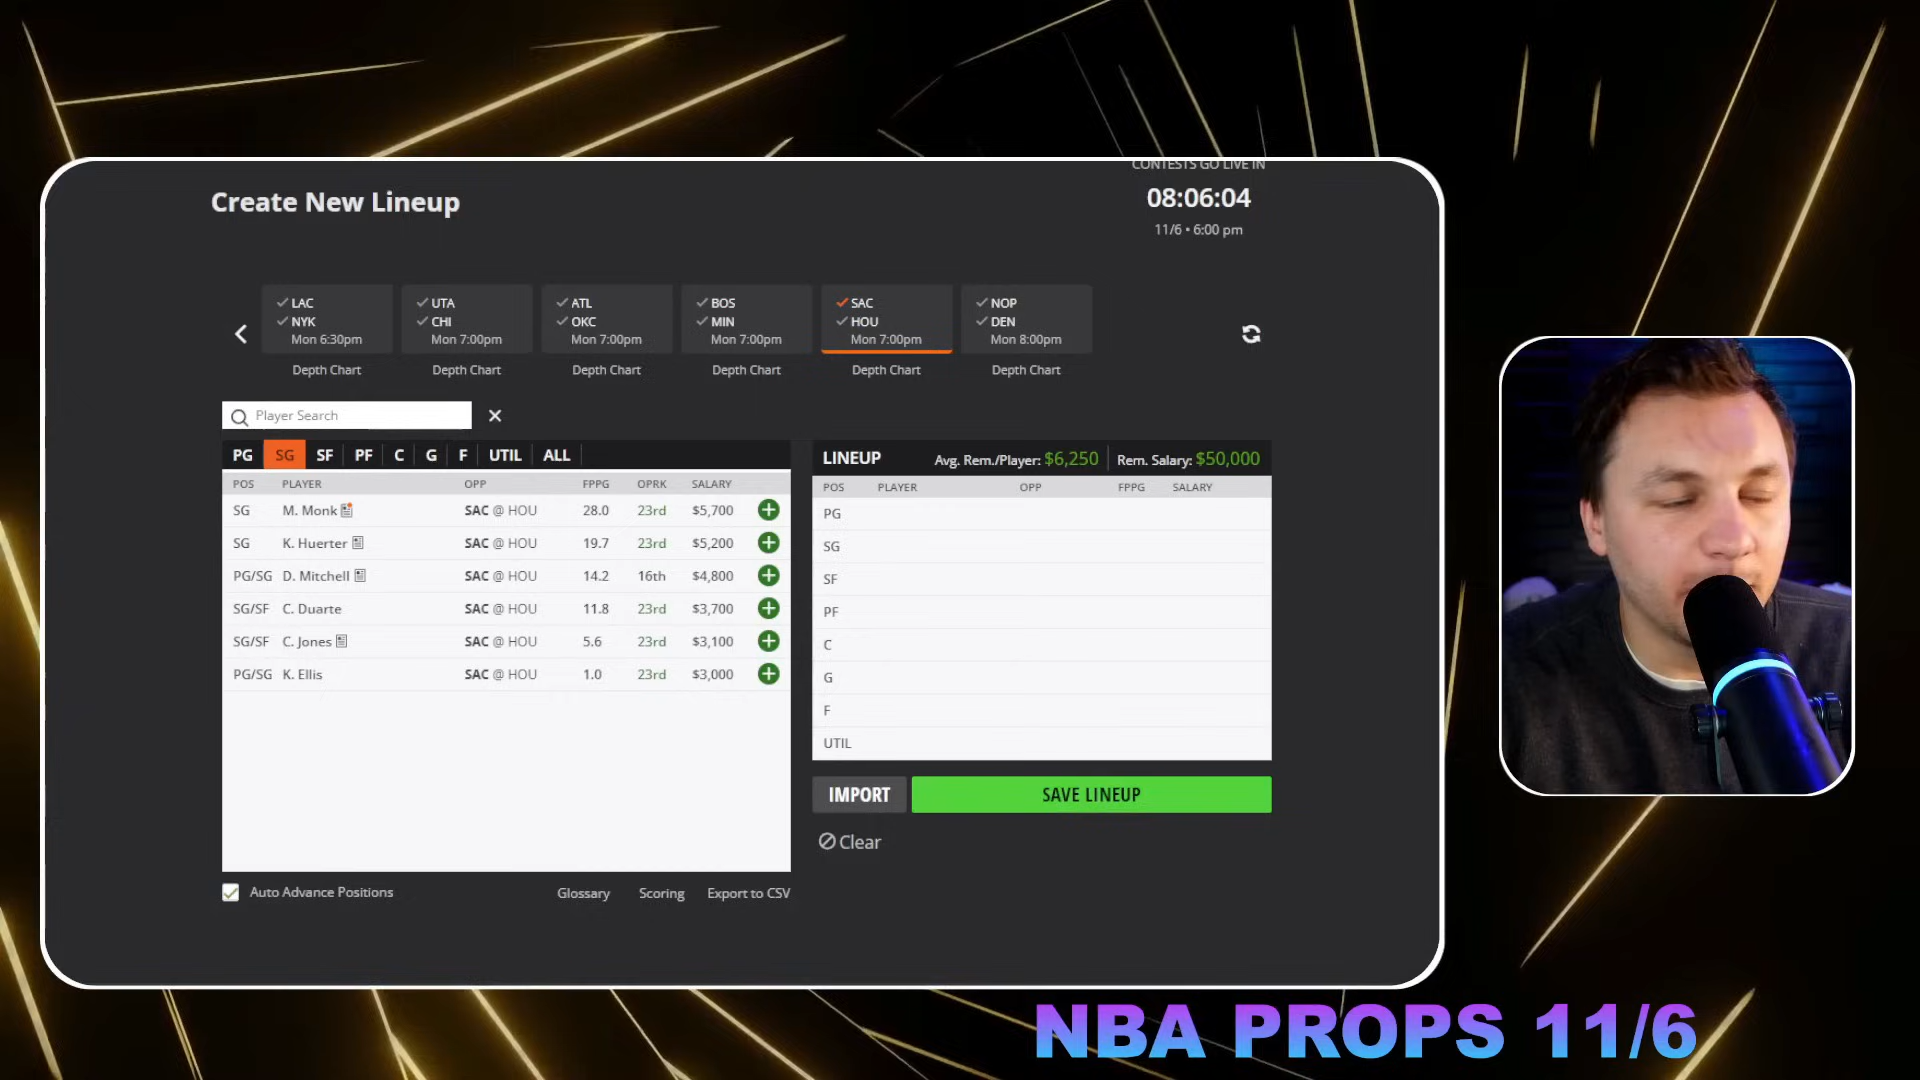 CONTESTS GO LIVE IN
Create New Lineup
08:06:04
11/6 • 6:00 pm
LAC
NYK
Mon 6:30pm
Depth Chart
UTA
CHI
Mon 7:00pm
Depth Chart
ATL
OKC
Mon 7:00pm
Depth Chart
BOS
MIN
Mon 7:00pm
Depth Chart
SAC
HOU
Mon 7:00pm
Depth Chart
NOP
DEN
Mon 8:00pm
Depth Chart
Player Search
PG SG SF PF C G F UTIL ALL
POS PLAYER OPP FPPG OPRK SALARY
SG M. Monk SAC @ HOU 28.0 23rd $5,700
SG K. Huerter SAC @ HOU 19.7 23rd $5,200
PG/SG D. Mitchell SAC @ HOU 14.2 16th $4,800
SG/SF C. Duarte SAC @ HOU 11.8 23rd $3,700
SG/SF C. Jones SAC @ HOU 5.6 23rd $3,100
PG/SG K. Ellis SAC @ HOU 1.0 23rd $3,000
Auto Advance Positions Glossary Scoring Export to CSV
LINEUP Avg. Rem./Player: $6,250 Rem. Salary: $50,000
POS PLAYER OPP FPPG SALARY
PG
SG
SF
PF
C
G
F
UTIL
IMPORT SAVE LINEUP
Clear
NBA PROPS 11/6